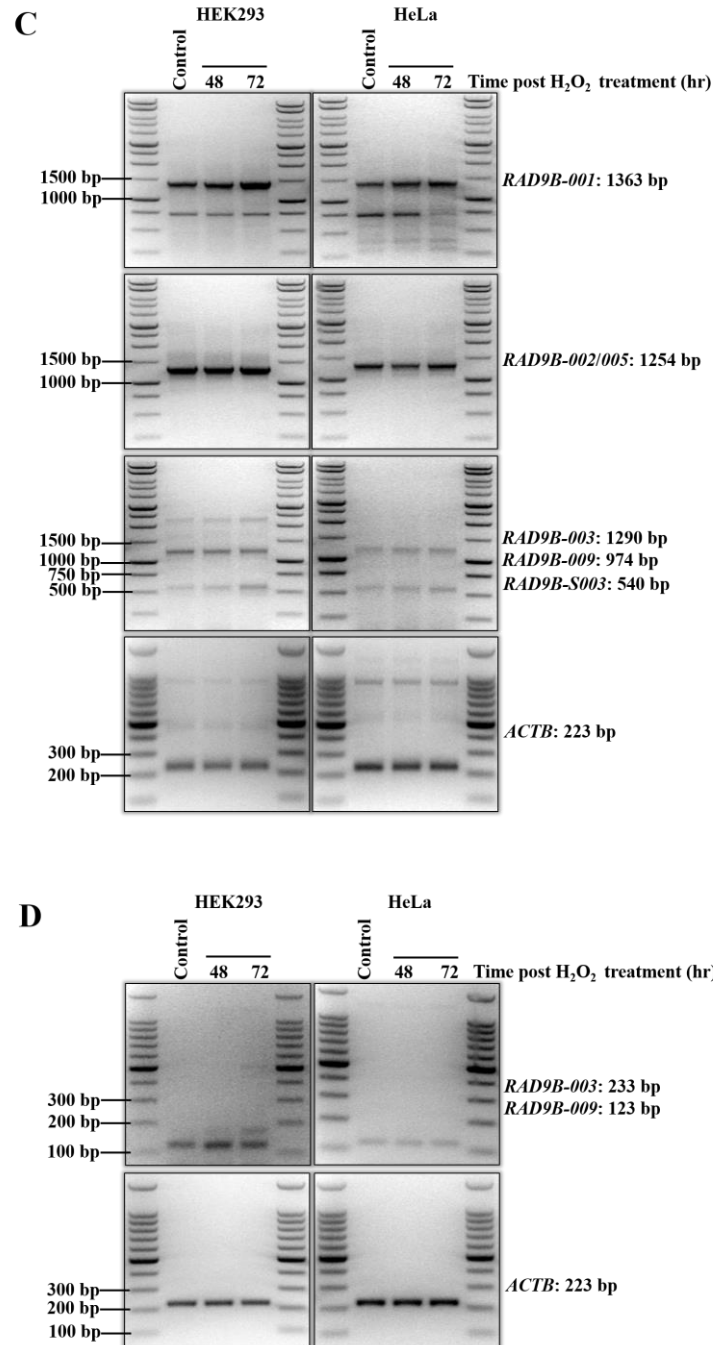 C
HEK293
HeLa
Control
48
72
Control
48
72
Time post H₂O₂ treatment (hr)
1500 bp
1000 bp
RAD9B-001: 1363 bp
1500 bp
1000 bp
RAD9B-002/005: 1254 bp
1500 bp
1000 bp
750 bp
500 bp
RAD9B-003: 1290 bp
RAD9B-009: 974 bp
RAD9B-S003: 540 bp
300 bp
200 bp
ACTB: 223 bp
D
HEK293
HeLa
Control
48
72
Control
48
72
Time post H₂O₂ treatment (hr)
300 bp
200 bp
100 bp
RAD9B-003: 233 bp
RAD9B-009: 123 bp
300 bp
200 bp
100 bp
ACTB: 223 bp